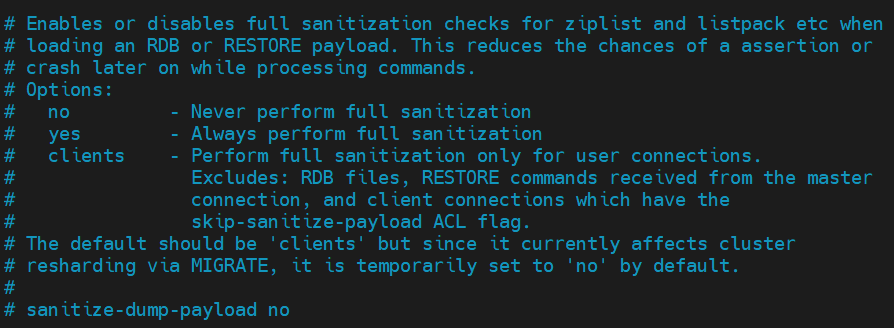 # Enables or disables full sanitization checks for ziplist and listpack etc when
# loading an RDB or RESTORE payload. This reduces the chances of a assertion or
# crash later on while processing commands.
# Options:
#   no         - Never perform full sanitization
#   yes        - Always perform full sanitization
#   clients    - Perform full sanitization only for user connections.
#                Excludes: RDB files, RESTORE commands received from the master
#                connection, and client connections which have the
#                skip-sanitize-payload ACL flag.
# The default should be 'clients' but since it currently affects cluster
# resharding via MIGRATE, it is temporarily set to 'no' by default.
#
# sanitize-dump-payload no